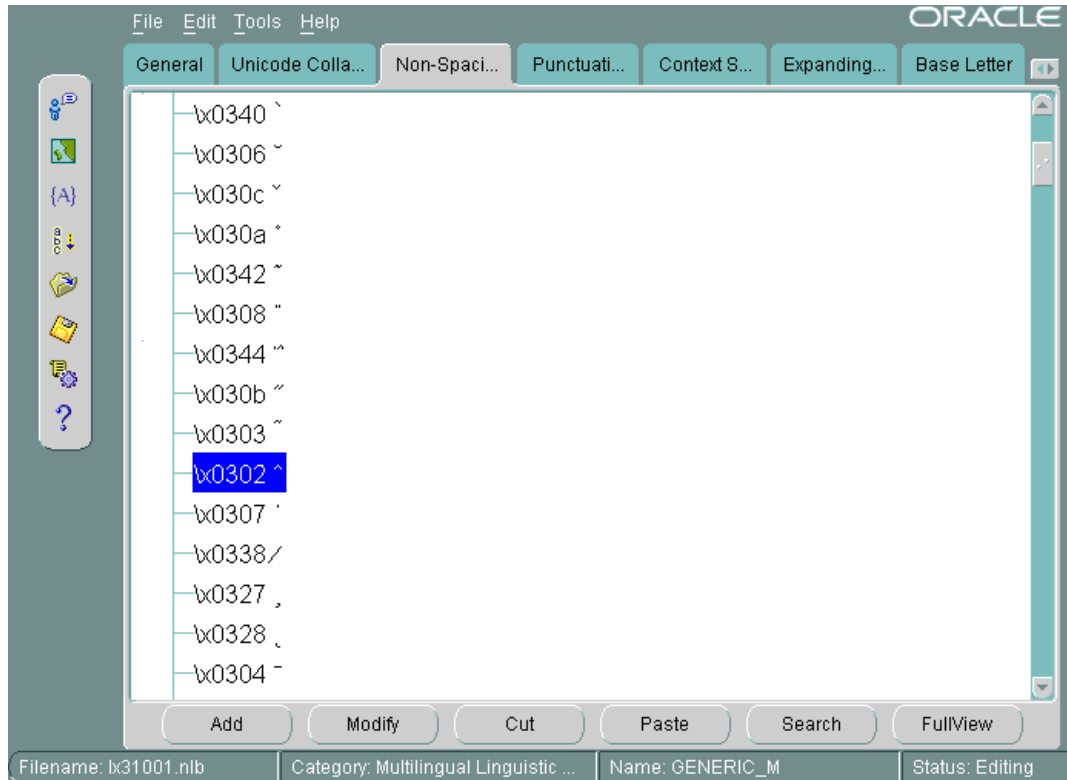 File Edit Tools Help ORACLE
General Unicode Colla... Non-Spaci... Punctuati... Context S... Expanding... Base Letter
\x0340 `
\x0306 ˘
\x030c ˇ
\x030a ˚
\x0342 ~
\x0308 ¨
\x0344 ΅
\x030b ˝
\x0303 ˜
\x0302 ^
\x0307 ˙
\x0338/
\x0327 ¸
\x0328 ˛
\x0304 ¯
{A}
a
b
c
?
Add Modify Cut Paste Search FullView
Filename: lx31001.nlb Category: Multilingual Linguistic ... Name: GENERIC_M Status: Editing